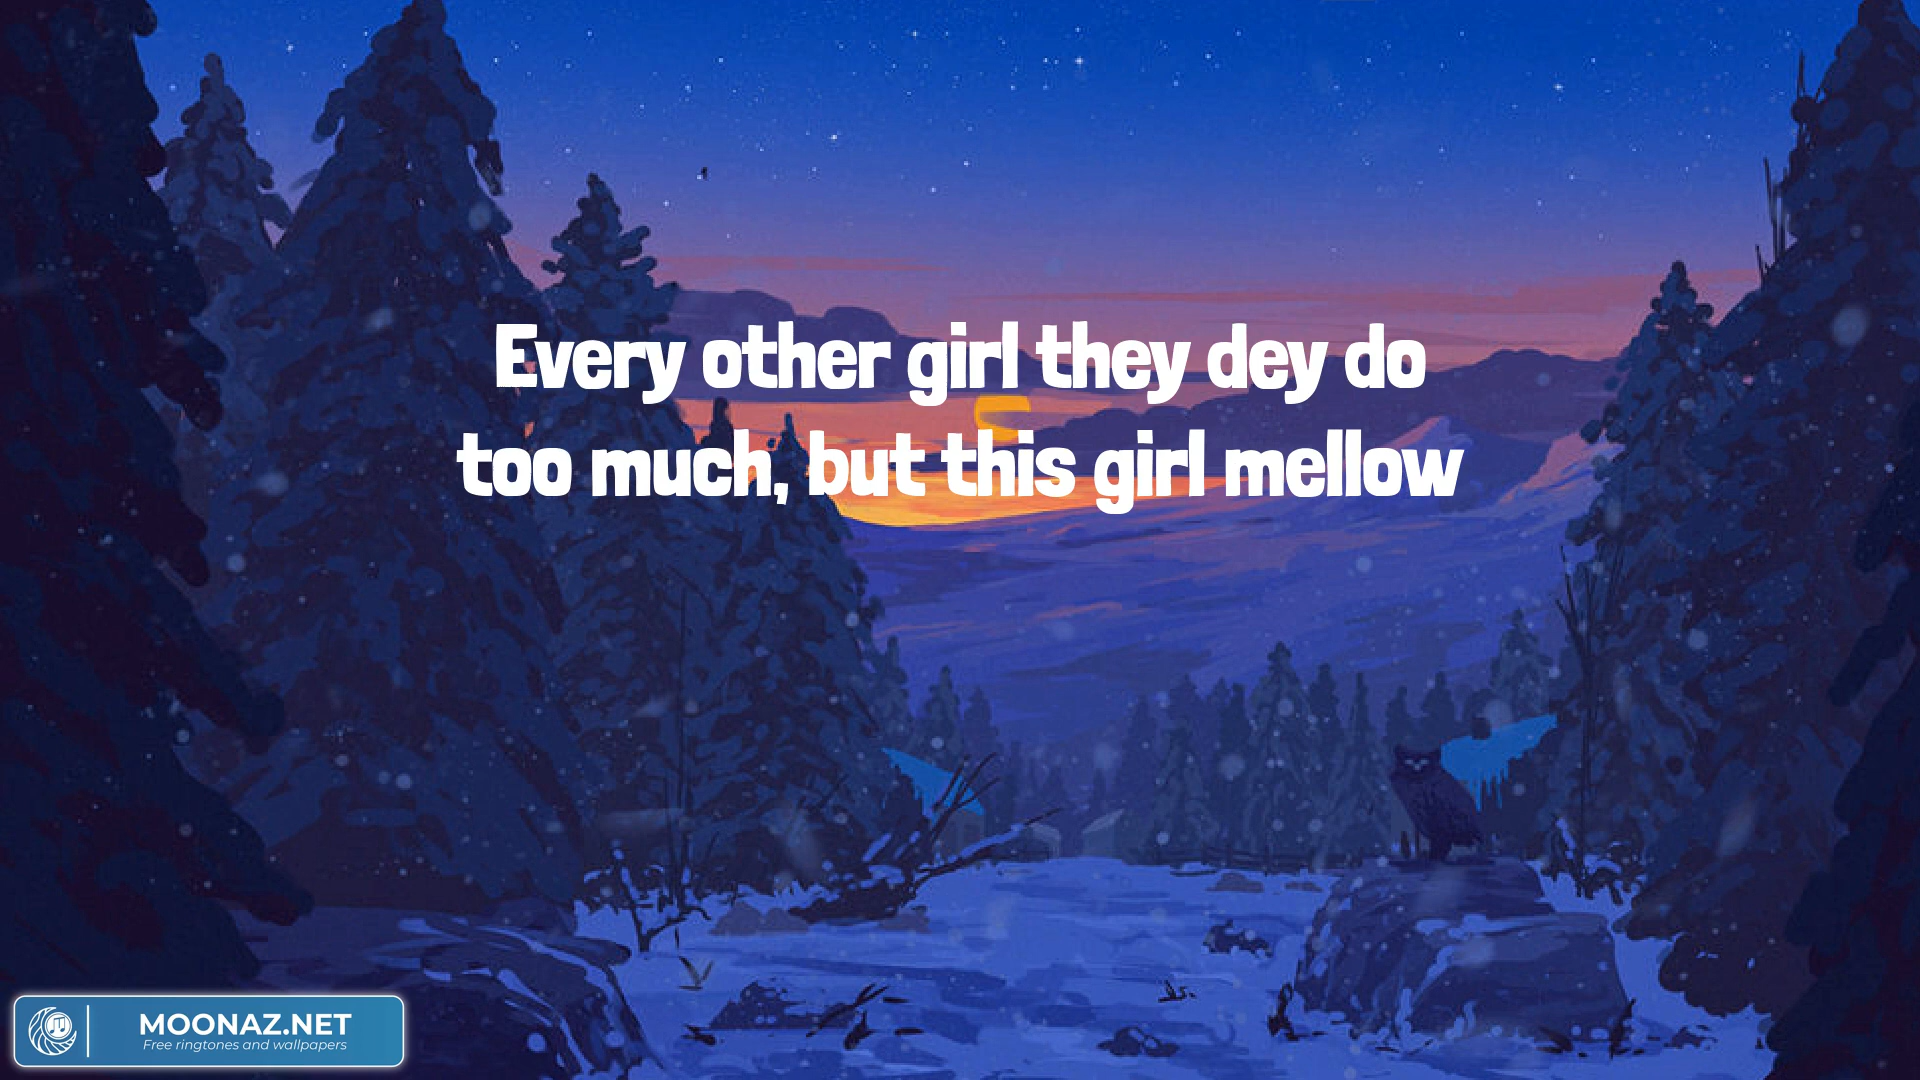 Every other girl they dey do
too much, but this girl mellow
MOONAZ.NET
Free ringtones and wallpapers